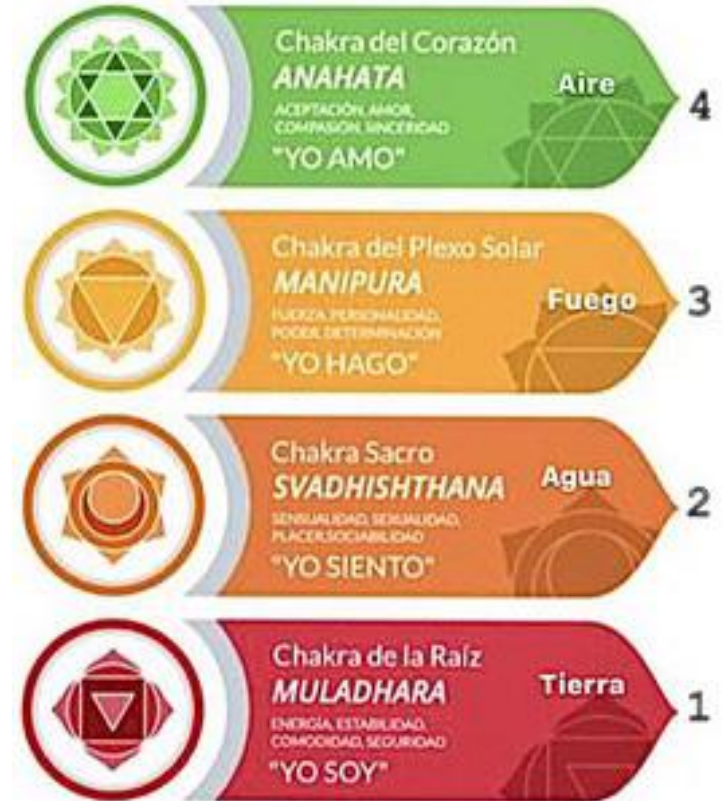 Chakra del Corazón
ANAHATA
ACEPTACIÓN, AMOR,
COMPASIÓN, SINCERIDAD
"YO AMO"
Aire
4
Chakra del Plexo Solar
MANIPURA
FUERZA, PERSONALIDAD,
PODER, DETERMINACIÓN
"YO HAGO"
Fuego
3
Chakra Sacro
SVADHISHTHANA
SENSUALIDAD, SEXUALIDAD,
PLACER, SOCIABILIDAD
"YO SIENTO"
Agua
2
Chakra de la Raíz
MULADHARA
ENERGÍA, ESTABILIDAD,
COMODIDAD, SEGURIDAD
"YO SOY"
Tierra
1